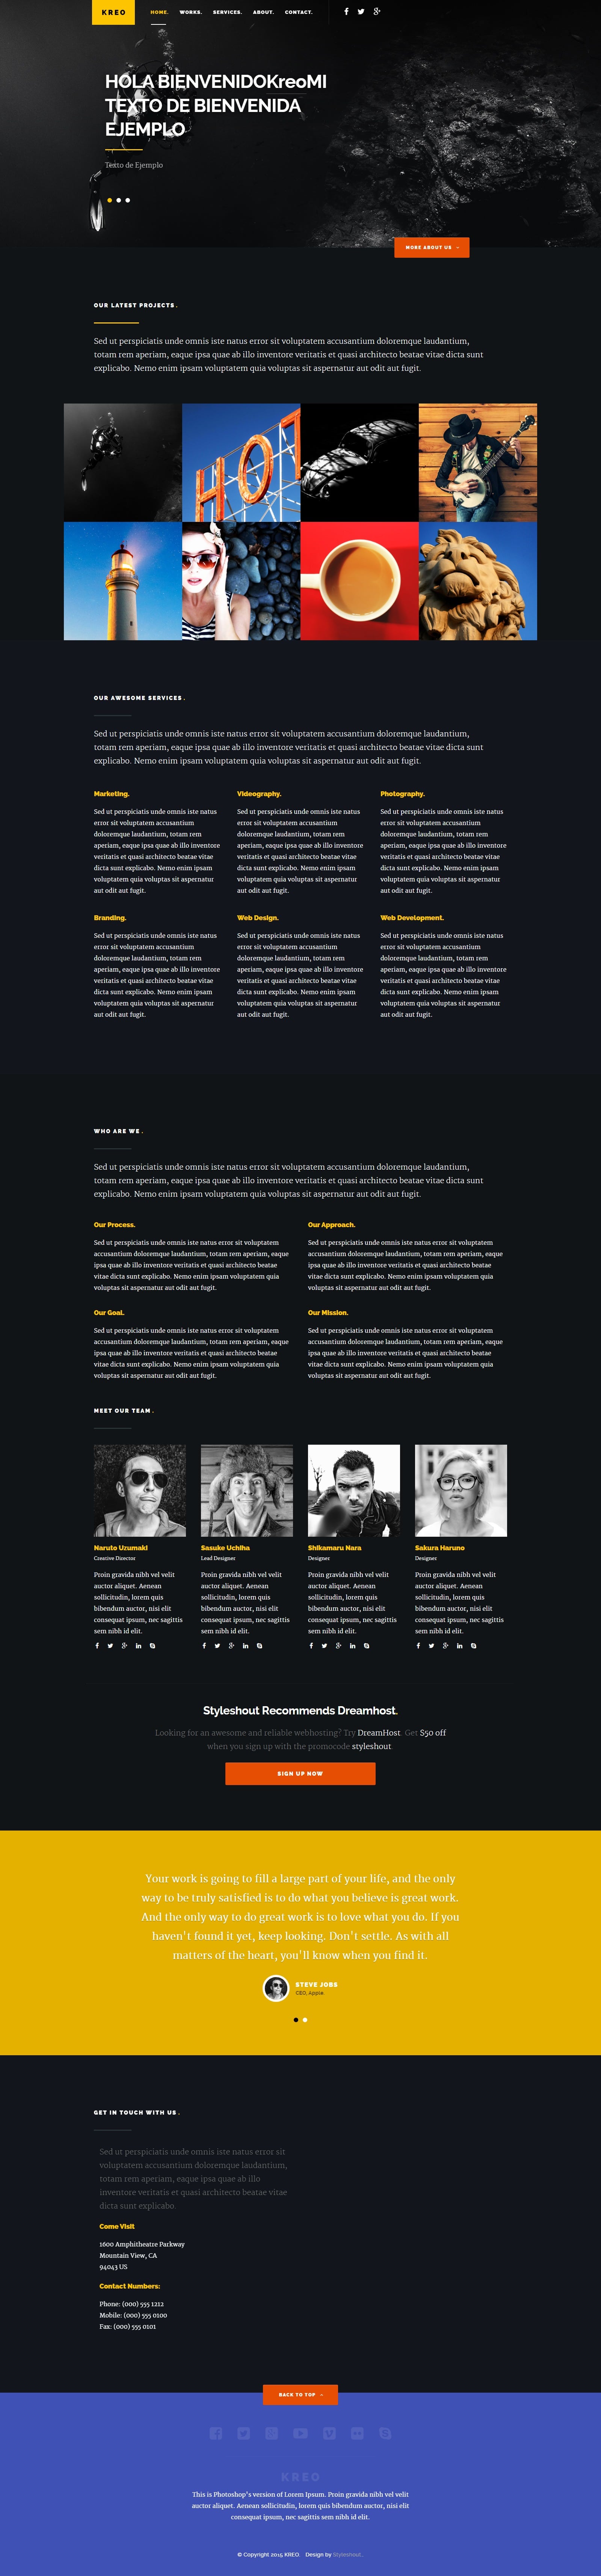 KREO
HOME. WORKS. SERVICES. ABOUT. CONTACT.
HOLA BIENVENIDOKreoMI
TEXTO DE BIENVENIDA
EJEMPLO
Texto de Ejemplo
MORE ABOUT US →
OUR LATEST PROJECTS.
Sed ut perspiciatis unde omnis iste natus error sit voluptatem accusantium doloremque laudantium,
totam rem aperiam, eaque ipsa quae ab illo inventore veritatis et quasi architecto beatae vitae dicta sunt
explicabo. Nemo enim ipsam voluptatem quia voluptas sit aspernatur aut odit aut fugit.
HOT
OUR AWESOME SERVICES.
Sed ut perspiciatis unde omnis iste natus error sit voluptatem accusantium doloremque laudantium,
totam rem aperiam, eaque ipsa quae ab illo inventore veritatis et quasi architecto beatae vitae dicta sunt
explicabo. Nemo enim ipsam voluptatem quia voluptas sit aspernatur aut odit aut fugit.
Marketing.
Sed ut perspiciatis unde omnis iste natus
error sit voluptatem accusantium
doloremque laudantium, totam rem
aperiam, eaque ipsa quae ab illo inventore
veritatis et quasi architecto beatae vitae
dicta sunt explicabo. Nemo enim ipsam
voluptatem quia voluptas sit aspernatur
aut odit aut fugit.
Videography.
Sed ut perspiciatis unde omnis iste natus
error sit voluptatem accusantium
doloremque laudantium, totam rem
aperiam, eaque ipsa quae ab illo inventore
veritatis et quasi architecto beatae vitae
dicta sunt explicabo. Nemo enim ipsam
voluptatem quia voluptas sit aspernatur
aut odit aut fugit.
Photography.
Sed ut perspiciatis unde omnis iste natus
error sit voluptatem accusantium
doloremque laudantium, totam rem
aperiam, eaque ipsa quae ab illo inventore
veritatis et quasi architecto beatae vitae
dicta sunt explicabo. Nemo enim ipsam
voluptatem quia voluptas sit aspernatur
aut odit aut fugit.
Branding.
Sed ut perspiciatis unde omnis iste natus
error sit voluptatem accusantium
doloremque laudantium, totam rem
aperiam, eaque ipsa quae ab illo inventore
veritatis et quasi architecto beatae vitae
dicta sunt explicabo. Nemo enim ipsam
voluptatem quia voluptas sit aspernatur
aut odit aut fugit.
Web Design.
Sed ut perspiciatis unde omnis iste natus
error sit voluptatem accusantium
doloremque laudantium, totam rem
aperiam, eaque ipsa quae ab illo inventore
veritatis et quasi architecto beatae vitae
dicta sunt explicabo. Nemo enim ipsam
voluptatem quia voluptas sit aspernatur
aut odit aut fugit.
Web Development.
Sed ut perspiciatis unde omnis iste natus
error sit voluptatem accusantium
doloremque laudantium, totam rem
aperiam, eaque ipsa quae ab illo inventore
veritatis et quasi architecto beatae vitae
dicta sunt explicabo. Nemo enim ipsam
voluptatem quia voluptas sit aspernatur
aut odit aut fugit.
WHO ARE WE.
Sed ut perspiciatis unde omnis iste natus error sit voluptatem accusantium doloremque laudantium,
totam rem aperiam, eaque ipsa quae ab illo inventore veritatis et quasi architecto beatae vitae dicta sunt
explicabo. Nemo enim ipsam voluptatem quia voluptas sit aspernatur aut odit aut fugit.
Our Process.
Sed ut perspiciatis unde omnis iste natus error sit voluptatem
accusantium doloremque laudantium, totam rem aperiam, eaque
ipsa quae ab illo inventore veritatis et quasi architecto beatae
vitae dicta sunt explicabo. Nemo enim ipsam voluptatem quia
voluptas sit aspernatur aut odit aut fugit.
Our Approach.
Sed ut perspiciatis unde omnis iste natus error sit voluptatem
accusantium doloremque laudantium, totam rem aperiam, eaque
ipsa quae ab illo inventore veritatis et quasi architecto beatae
vitae dicta sunt explicabo. Nemo enim ipsam voluptatem quia
voluptas sit aspernatur aut odit aut fugit.
Our Goal.
Sed ut perspiciatis unde omnis iste natus error sit voluptatem
accusantium doloremque laudantium, totam rem aperiam, eaque
ipsa quae ab illo inventore veritatis et quasi architecto beatae
vitae dicta sunt explicabo. Nemo enim ipsam voluptatem quia
voluptas sit aspernatur aut odit aut fugit.
Our Mission.
Sed ut perspiciatis unde omnis iste natus error sit voluptatem
accusantium doloremque laudantium, totam rem aperiam, eaque
ipsa quae ab illo inventore veritatis et quasi architecto beatae
vitae dicta sunt explicabo. Nemo enim ipsam voluptatem quia
voluptas sit aspernatur aut odit aut fugit.
MEET OUR TEAM.
Naruto Uzumaki
Creative Director
Proin gravida nibh vel velit
auctor aliquet. Aenean
sollicitudin, lorem quis
bibendum auctor, nisi elit
consequat ipsum, nec sagittis
sem nibh id elit.
Sasuke Uchiha
Lead Designer
Proin gravida nibh vel velit
auctor aliquet. Aenean
sollicitudin, lorem quis
bibendum auctor, nisi elit
consequat ipsum, nec sagittis
sem nibh id elit.
Shikamaru Nara
Designer
Proin gravida nibh vel velit
auctor aliquet. Aenean
sollicitudin, lorem quis
bibendum auctor, nisi elit
consequat ipsum, nec sagittis
sem nibh id elit.
Sakura Haruno
Designer
Proin gravida nibh vel velit
auctor aliquet. Aenean
sollicitudin, lorem quis
bibendum auctor, nisi elit
consequat ipsum, nec sagittis
sem nibh id elit.
Styleshout Recommends Dreamhost.
Looking for an awesome and reliable webhosting? Try DreamHost. Get $50 off
when you sign up with the promocode styleshout.
SIGN UP NOW
Your work is going to fill a large part of your life, and the only
way to be truly satisfied is to do what you believe is great work.
And the only way to do great work is to love what you do. If you
haven't found it yet, keep looking. Don't settle. As with all
matters of the heart, you'll know when you find it.
STEVE JOBS
CEO, Apple.
GET IN TOUCH WITH US.
Sed ut perspiciatis unde omnis iste natus error sit
voluptatem accusantium doloremque laudantium,
totam rem aperiam, eaque ipsa quae ab illo
inventore veritatis et quasi architecto beatae vitae
dicta sunt explicabo.
Come Visit
1600 Amphitheatre Parkway
Mountain View, CA
94043 US
Contact Numbers:
Phone: (000) 555 1212
Mobile: (000) 555 0100
Fax: (000) 555 0101
BACK TO TOP →
KREO
This is Photoshop's version of Lorem Ipsum. Proin gravida nibh vel velit
auctor aliquet. Aenean sollicitudin, lorem quis bibendum auctor, nisi elit
consequat ipsum, nec sagittis sem nibh id elit.
© Copyright 2015 KREO. Design by Styleshout.